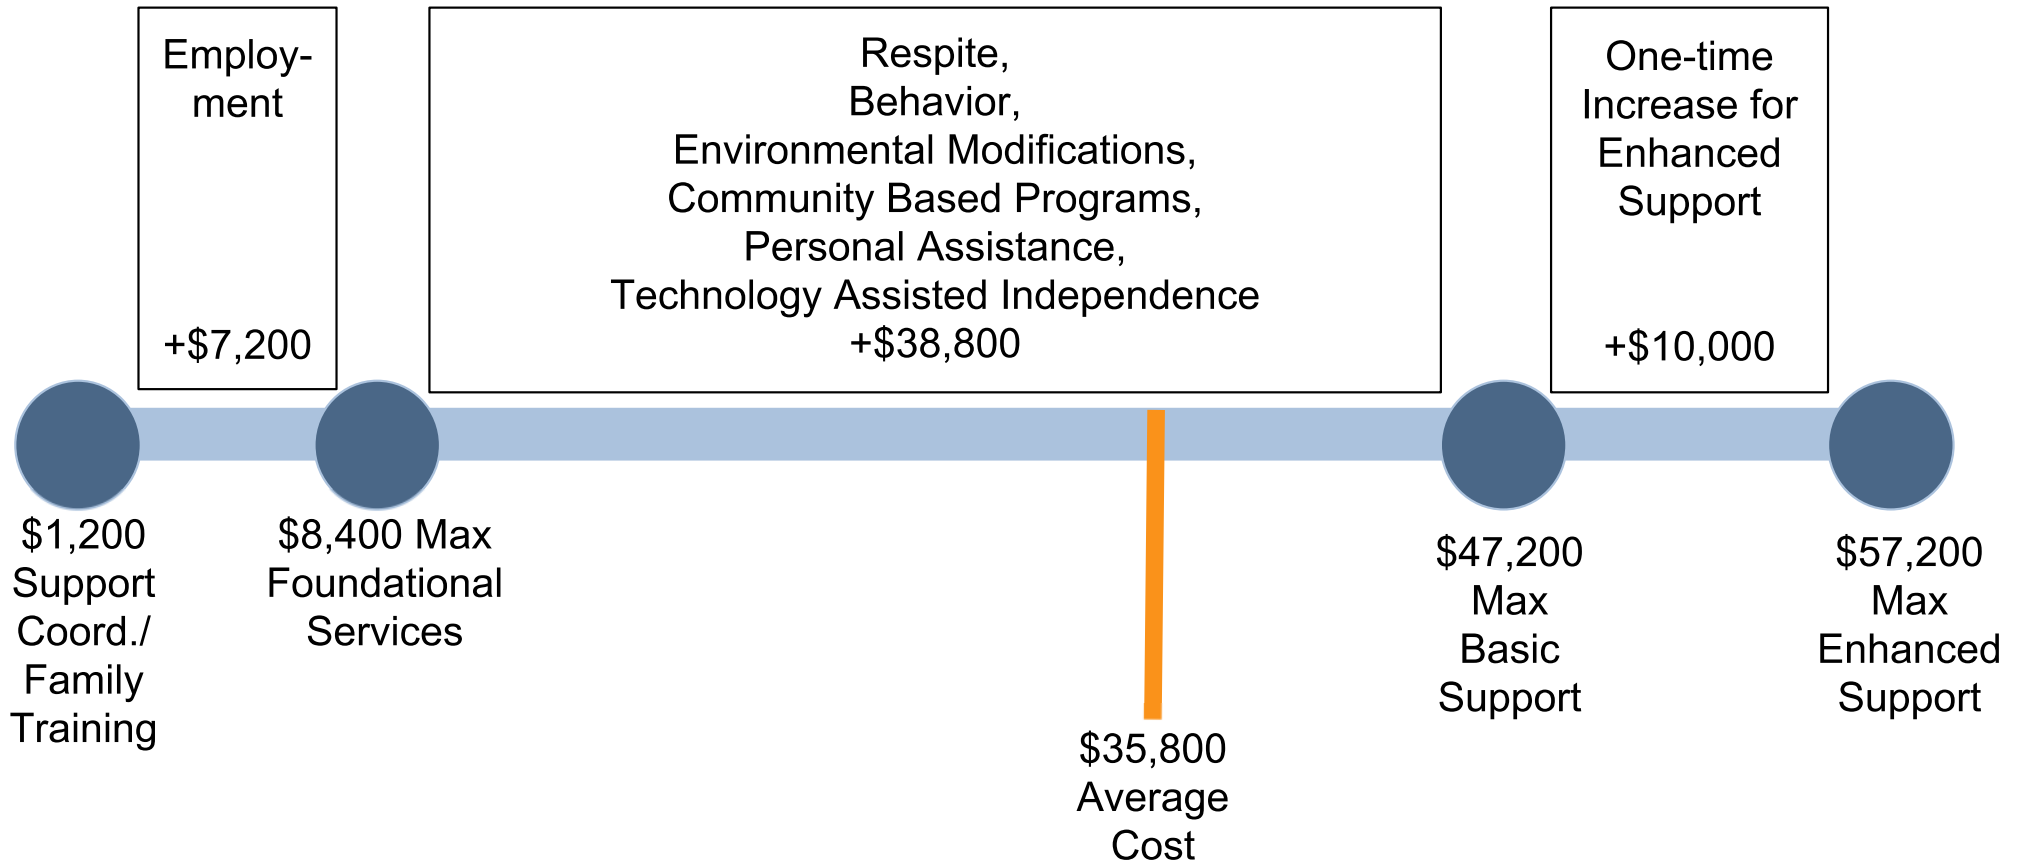 Employ-
ment
+$7,200
Respite,
Behavior,
Environmental Modifications,
Community Based Programs,
Personal Assistance,
Technology Assisted Independence
+$38,800
One-time
Increase for
Enhanced
Support
+$10,000
$1,200
Support
Coord./
Family
Training
$8,400 Max
Foundational
Services
$35,800
Average
Cost
$47,200
Max
Basic
Support
$57,200
Max
Enhanced
Support